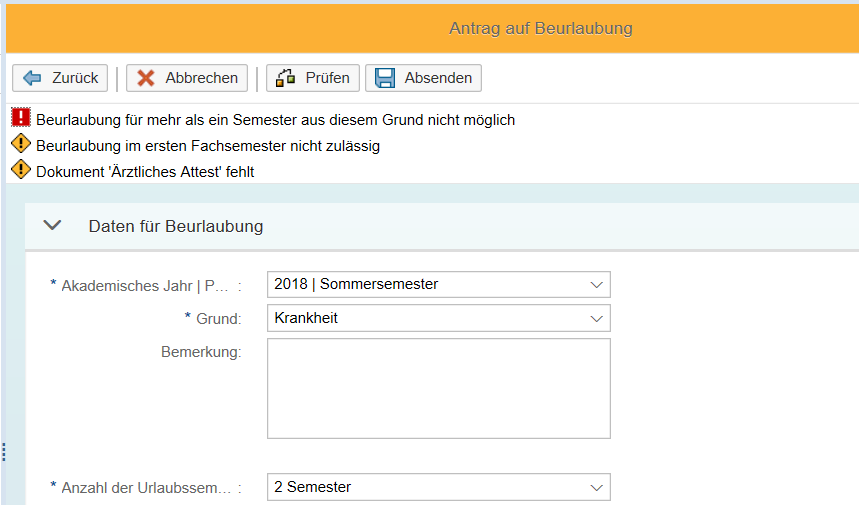 Antrag auf Beurlaubung
Zurück Abbrechen Prüfen Absenden
Beurlaubung für mehr als ein Semester aus diesem Grund nicht möglich
Beurlaubung im ersten Fachsemester nicht zulässig
Dokument 'Ärztliches Attest' fehlt
Daten für Beurlaubung
* Akademisches Jahr | P... : 2018 | Sommersemester
* Grund: Krankheit
Bemerkung:
* Anzahl der Urlaubssem... : 2 Semester